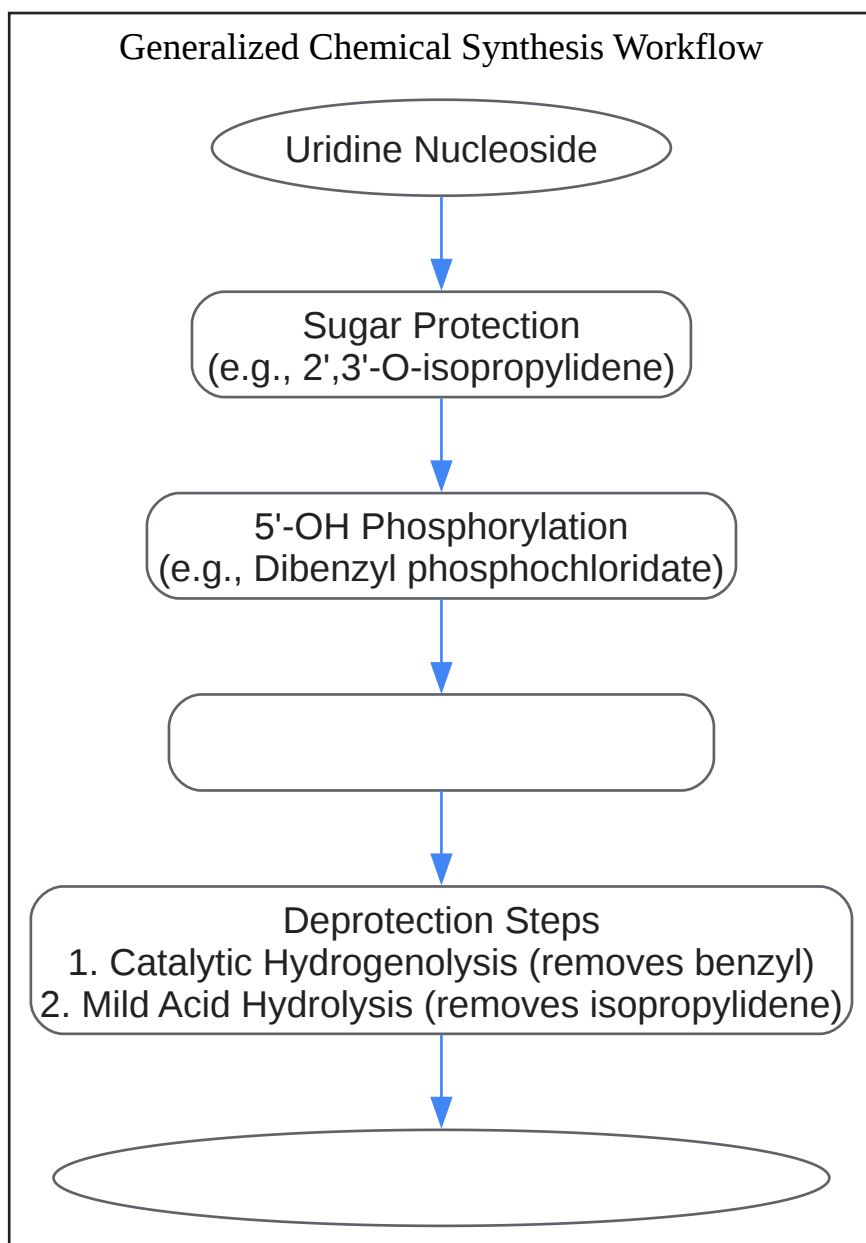 Generalized Chemical Synthesis Workflow
Uridine Nucleoside
Sugar Protection
(e.g., 2',3'-O-isopropylidene)
5'-OH Phosphorylation
(e.g., Dibenzyl phosphochloridate)
Deprotection Steps
1. Catalytic Hydrogenolysis (removes benzyl)
2. Mild Acid Hydrolysis (removes isopropylidene)